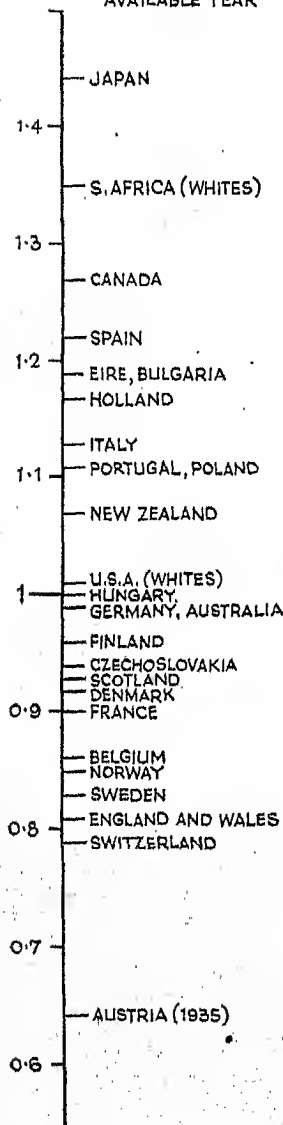 AVAILABLE YEAR
JAPAN
1·4
S. AFRICA (WHITES)
1·3
CANADA
SPAIN
1·2
EIRE, BULGARIA
HOLLAND
ITALY
PORTUGAL, POLAND
1·1
NEW ZEALAND
U.S.A. (WHITES)
1
HUNGARY.
GERMANY, AUSTRALIA
FINLAND
CZECHOSLOVAKIA
SCOTLAND
DENMARK
0·9
FRANCE
BELGIUM
NORWAY
SWEDEN
ENGLAND AND WALES
0·8
SWITZERLAND
0·7
AUSTRIA (1935)
0·6